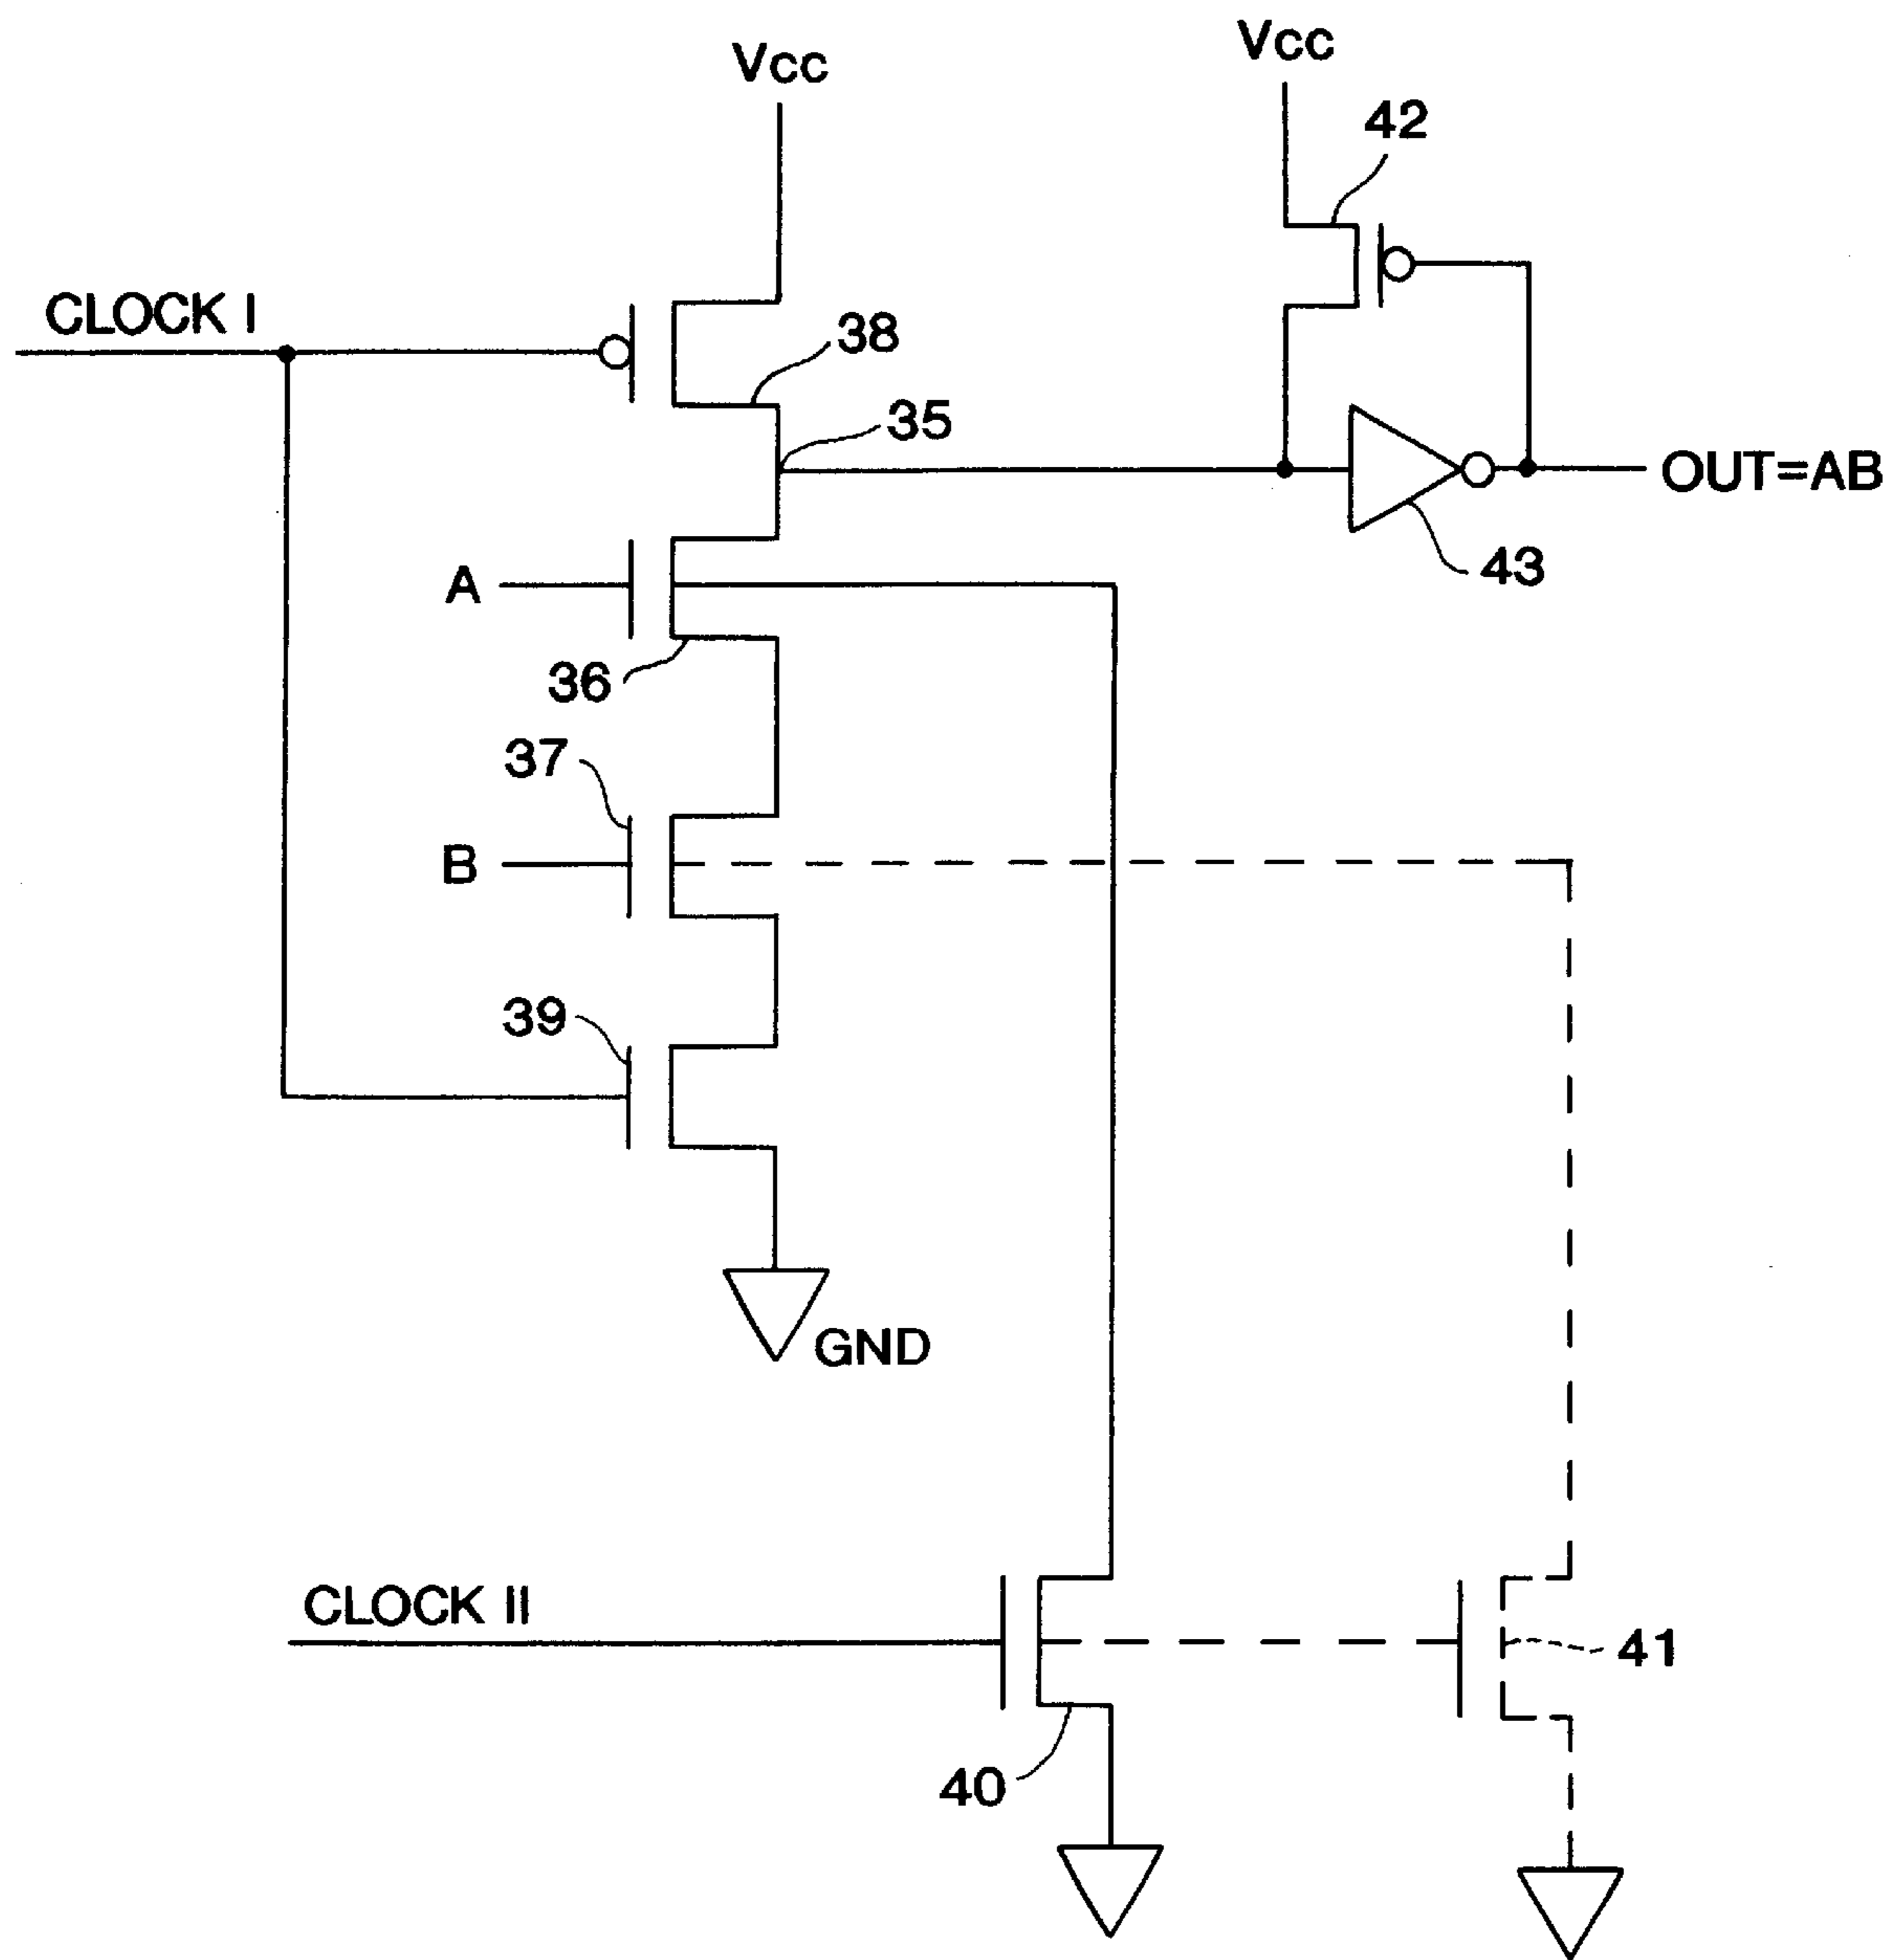 Vcc
Vcc
42
CLOCK I
38
35
OUT=AB
43
A
36
37
B
39
GND
CLOCK II
41
40